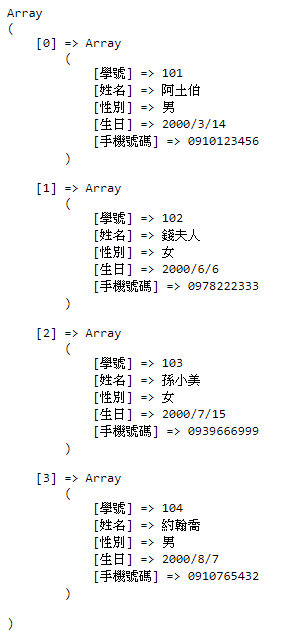 Array
(
    [0] => Array
        (
            [學號] => 101
            [姓名] => 阿土伯
            [性別] => 男
            [生日] => 2000/3/14
            [手機號碼] => 0910123456
        )
    [1] => Array
        (
            [學號] => 102
            [姓名] => 錢夫人
            [性別] => 女
            [生日] => 2000/6/6
            [手機號碼] => 0978222333
        )
    [2] => Array
        (
            [學號] => 103
            [姓名] => 孫小美
            [性別] => 女
            [生日] => 2000/7/15
            [手機號碼] => 0939666999
        )
    [3] => Array
        (
            [學號] => 104
            [姓名] => 約翰喬
            [性別] => 男
            [生日] => 2000/8/7
            [手機號碼] => 0910765432
        )
)